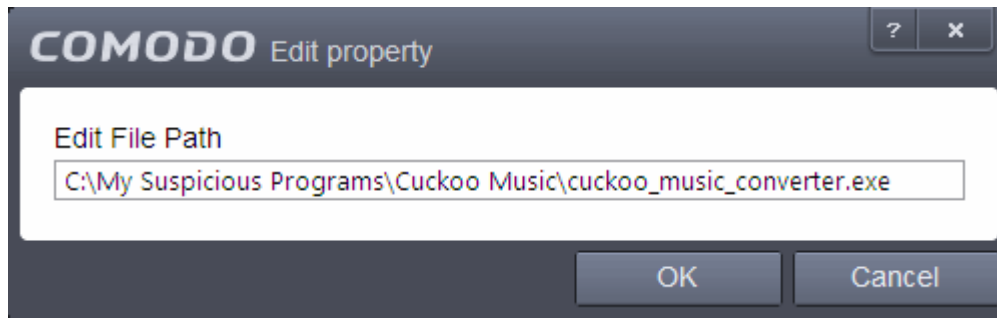 COMODO Edit property ? x
Edit File Path
C:\My Suspicious Programs\Cuckoo Music\cuckoo_music_converter.exe
OK Cancel